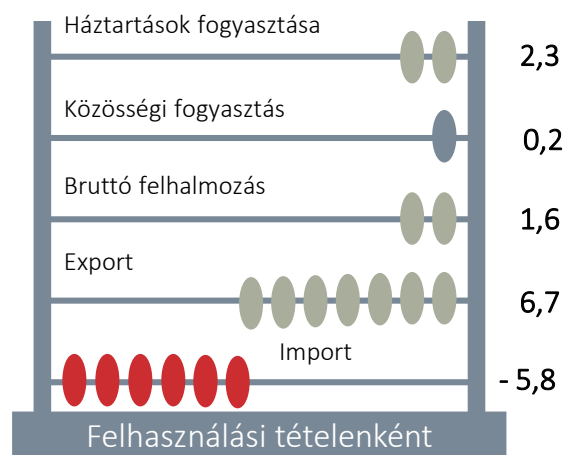 Háztartások fogyasztása
2,3
Közösségi fogyasztás
0,2
Bruttó felhalmozás
1,6
Export
6,7
Import
- 5,8
Felhasználási tételenként